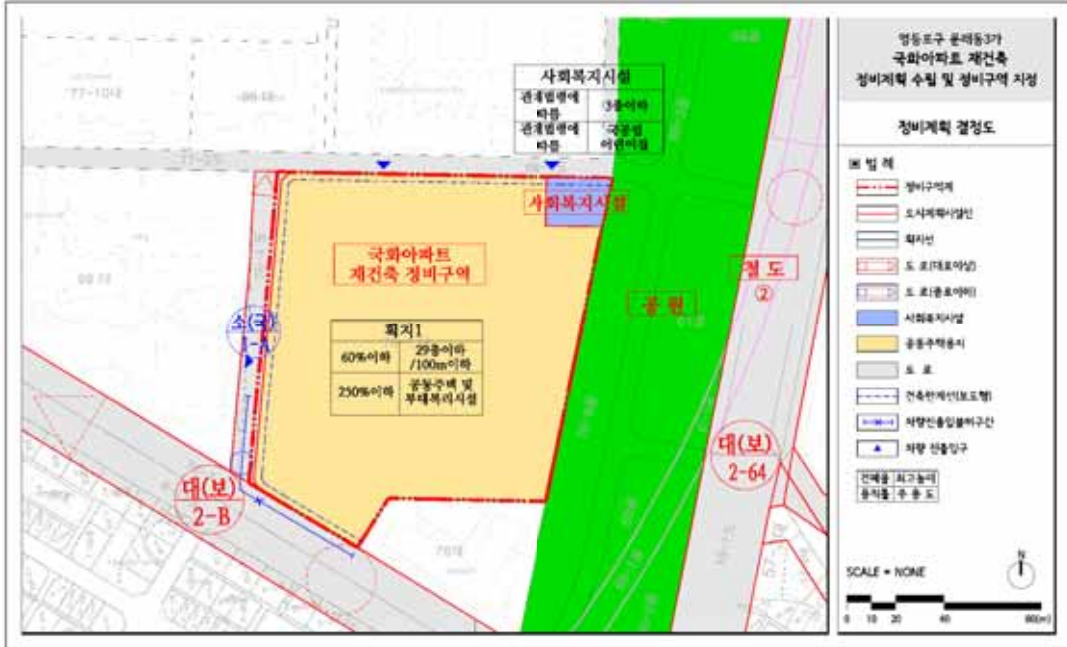 영등포구 문래동3가
국화아파트 재건축
정비계획 수립 및 정비구역 지정
정비계획 결정도
범 례
정비구역계
도시계획시설선
획지선
도 로(대로이상)
도 로(중로이하)
사회복지시설
공동주택용지
도 로
건축한계선(보도형)
차량진출입불허구간
차량 진출입구
건폐율 최고높이
용적률 주 용 도
SCALE = NONE
N
0 10 20 40 80(m)
사회복지시설
관계법령에 따름 3층이하
관계법령에 따름 국공립 어린이집
사회복지시설
국화아파트
재건축 정비구역
획지1
60%이하 29층이하 /100m이하
250%이하 공동주택 및 부대복리시설
공 원
철 도
②
소(국)
대(보)
2-B
대(보)
2-64